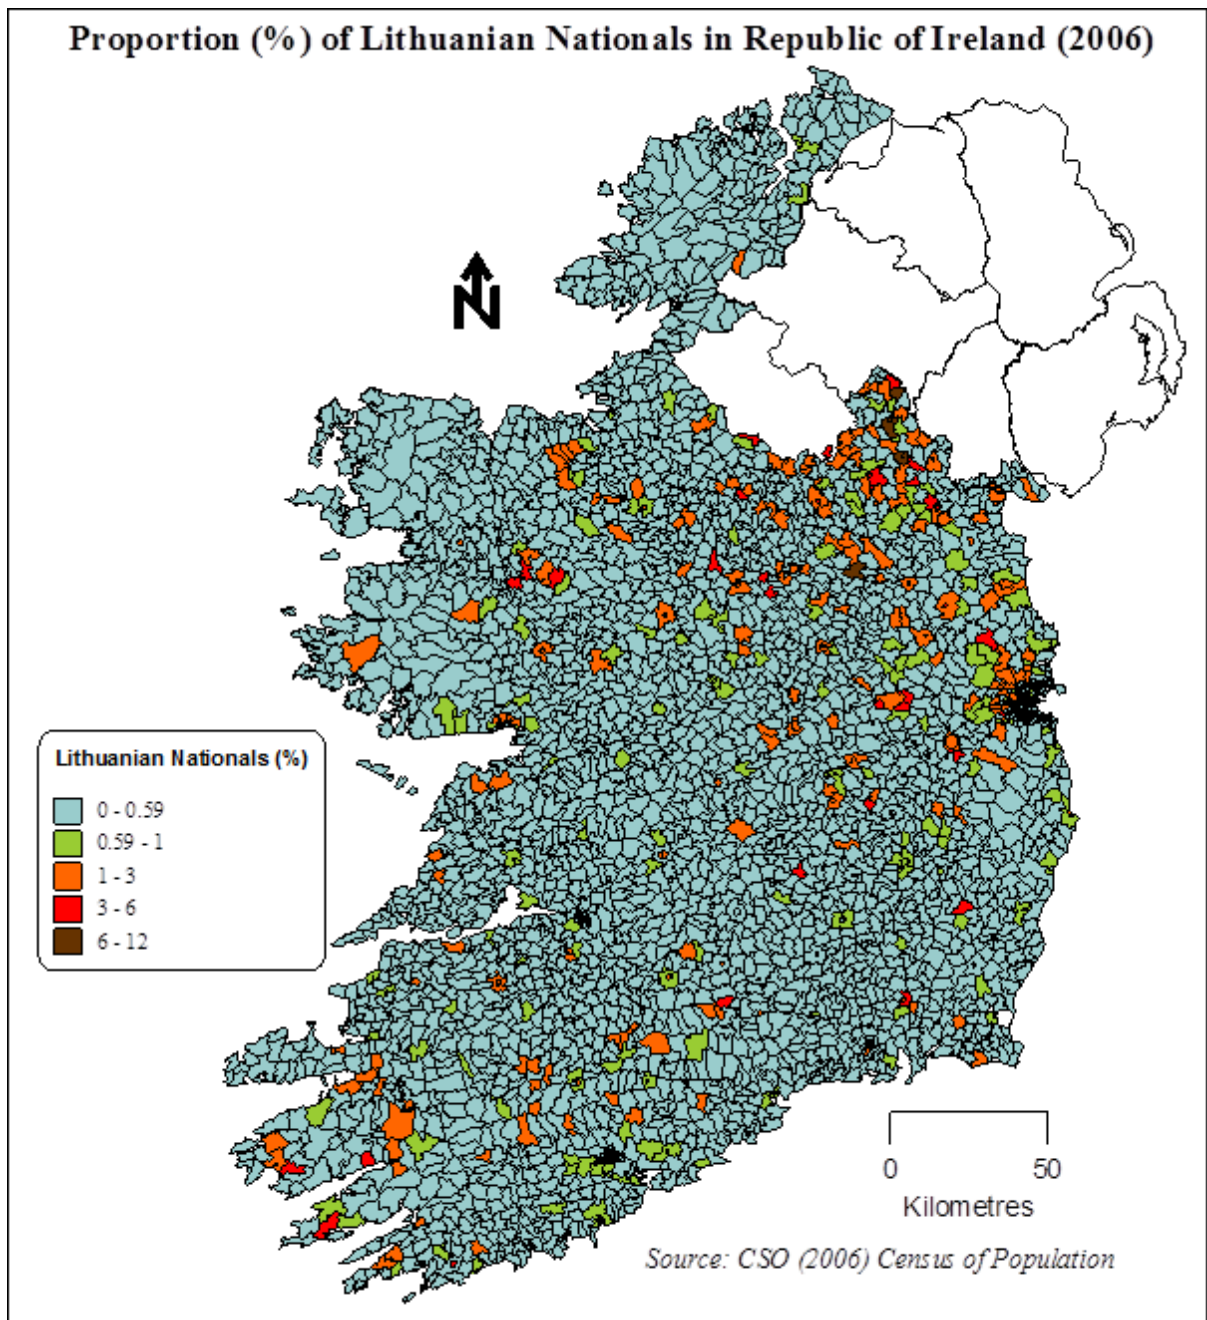 Proportion (%) of Lithuanian Nationals in Republic of Ireland (2006)
N
Lithuanian Nationals (%)
0 - 0.59
0.59 - 1
1 - 3
3 - 6
6 - 12
0 50
Kilometres
Source: CSO (2006) Census of Population